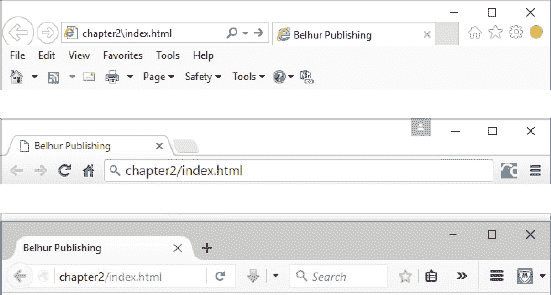 chapter2\index.html
Belhur Publishing
File Edit View Favorites Tools Help
Page Safety Tools
Belhur Publishing
chapter2/index.html
Belhur Publishing
chapter2/index.html
Search